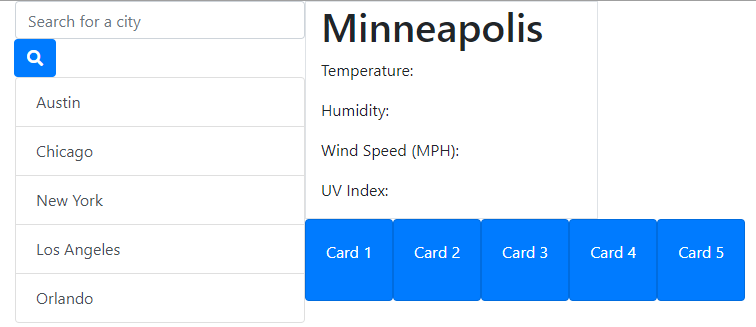 Search for a city
Austin
Chicago
New York
Los Angeles
Orlando
Minneapolis
Temperature:
Humidity:
Wind Speed (MPH):
UV Index:
Card 1 Card 2 Card 3 Card 4 Card 5